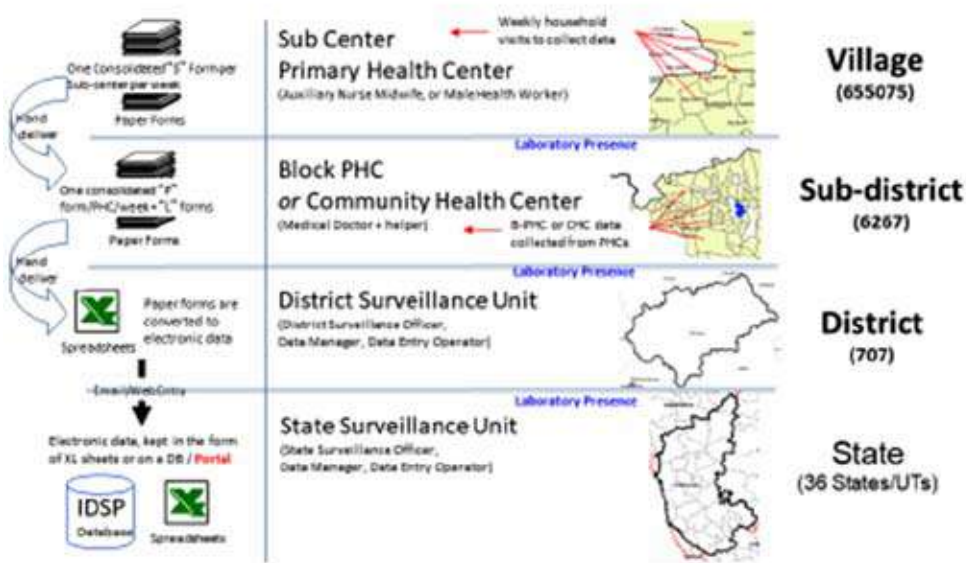 One Consolidated "S" Form per
Sub-center per week
Hand
deliver
Paper Forms
Sub Center
Primary Health Center
(Auxiliary Nurse Midwife, or Male Health Worker)
Weekly household
visits to collect data
Village
(655075)
Laboratory Presence
One consolidated "P"
form/PHC/week + "L" forms
Paper Forms
Hand
deliver
Block PHC
or Community Health Center
(Medical Doctor + helper)
B-PHC or CHC data
collected from PHCs
Sub-district
(6267)
Laboratory Presence
Spreadsheets
Paper forms are
converted to
electronic data
District Surveillance Unit
(District Surveillance Officer,
Data Manager, Data Entry Operator)
District
(707)
Email/Web Entry
Laboratory Presence
Electronic data, kept in the form
of XL sheets or on a DB / Portal
IDSP
Database
Spreadsheets
State Surveillance Unit
(State Surveillance Officer,
Data Manager, Data Entry Operator)
State
(36 States/UTs)